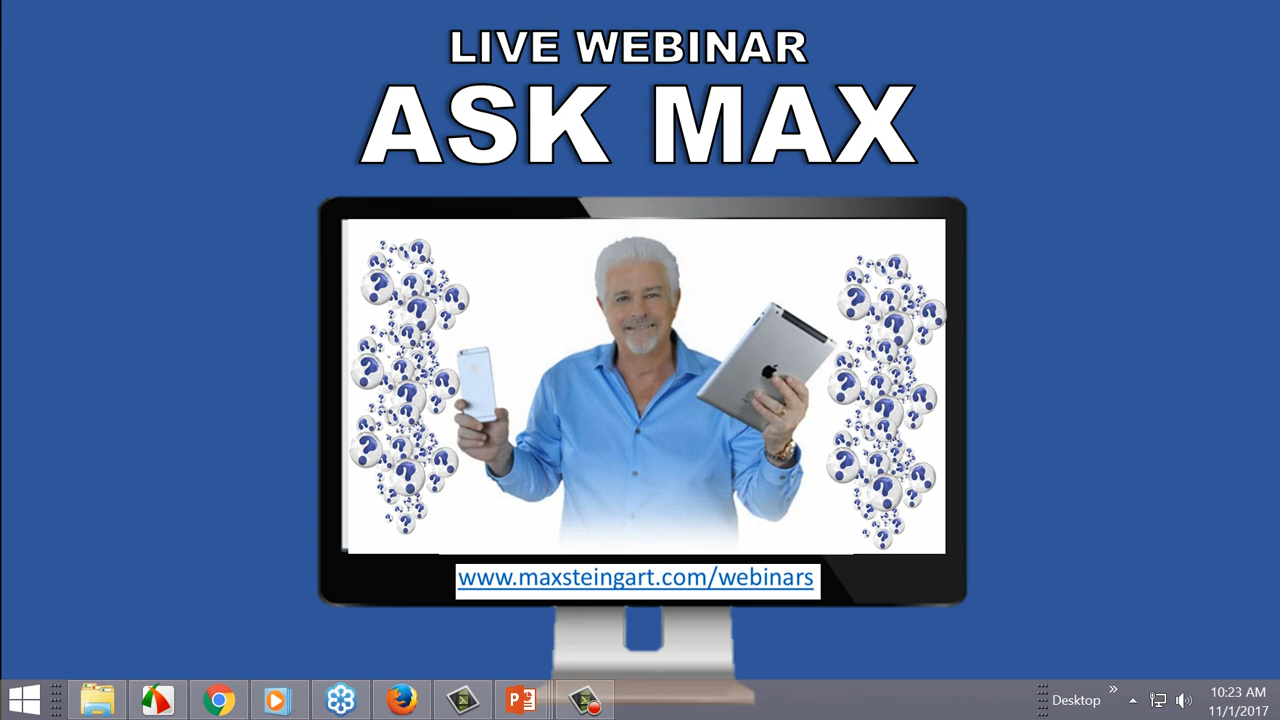 LIVE WEBINAR
ASK MAX
www.maxsteingart.com/webinars
Desktop
10:23 AM
11/1/2017